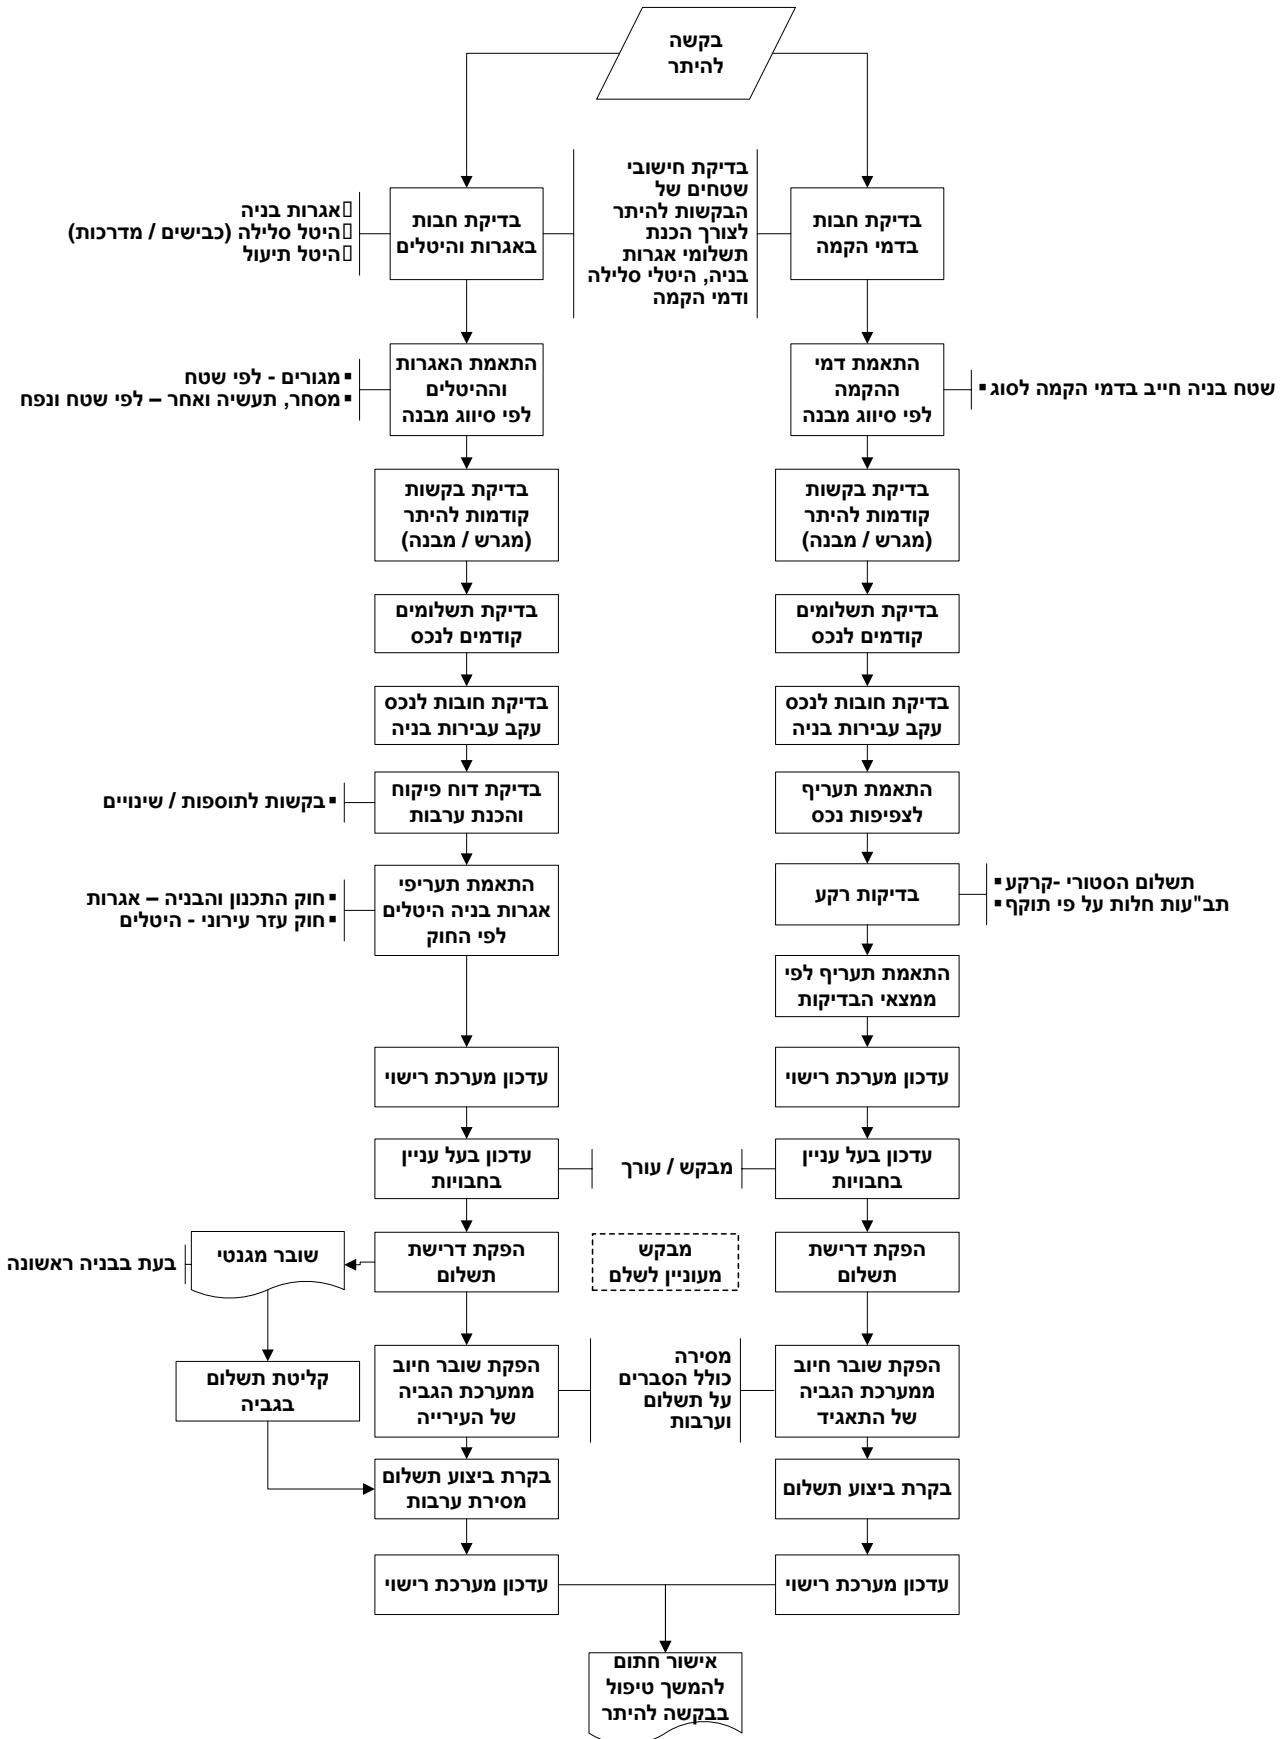 בקשה
להיתר
בדיקת חבות
בדמי הקמה
בדיקת חישובי
שטחים של
הבקשות להיתר
לצורך הכנת
תשלומי אגרות
בניה, היטלי סלילה
ודמי הקמה
בדיקת חבות
באגרות והיטלים
אגרות בניה
היטל סלילה (כבישים / מדרכות)
היטל תיעול
שטח בניה חייב בדמי הקמה לסוג ▪
התאמת דמי
ההקמה
לפי סיווג מבנה
התאמת האגרות
וההיטלים
לפי סיווג מבנה
▪ מגורים - לפי שטח
▪ מסחר, תעשיה ואחר – לפי שטח ונפח
בדיקת בקשות
קודמות להיתר
(מגרש / מבנה)
בדיקת בקשות
קודמות להיתר
(מגרש / מבנה)
בדיקת תשלומים
קודמים לנכס
בדיקת תשלומים
קודמים לנכס
בדיקת חובות לנכס
עקב עבירות בניה
בדיקת חובות לנכס
עקב עבירות בניה
התאמת תעריף
לצפיפות נכס
בדיקת דוח פיקוח
והכנת ערבות
▪ בקשות לתוספות / שינויים
תשלום הסטורי -קרקע ▪
תב"עות חלות על פי תוקף ▪
בדיקות רקע
התאמת תעריפי
אגרות בניה היטלים
לפי החוק
▪ חוק התכנון והבניה – אגרות
▪ חוק עזר עירוני - היטלים
התאמת תעריף לפי
ממצאי הבדיקות
עדכון מערכת רישוי
עדכון מערכת רישוי
עדכון בעל עניין
בחבויות
מבקש / עורך
עדכון בעל עניין
בחבויות
הפקת דרישת
תשלום
מבקש
מעוניין לשלם
הפקת דרישת
תשלום
שובר מגנטי
בעת בבניה ראשונה
הפקת שובר חיוב
ממערכת הגביה
של התאגיד
מסירה
כולל הסברים
על תשלום
וערבות
הפקת שובר חיוב
ממערכת הגביה
של העירייה
קליטת תשלום
בגביה
בקרת ביצוע תשלום
בקרת ביצוע תשלום
מסירת ערבות
עדכון מערכת רישוי
עדכון מערכת רישוי
אישור חתום
להמשך טיפול
בבקשה להיתר